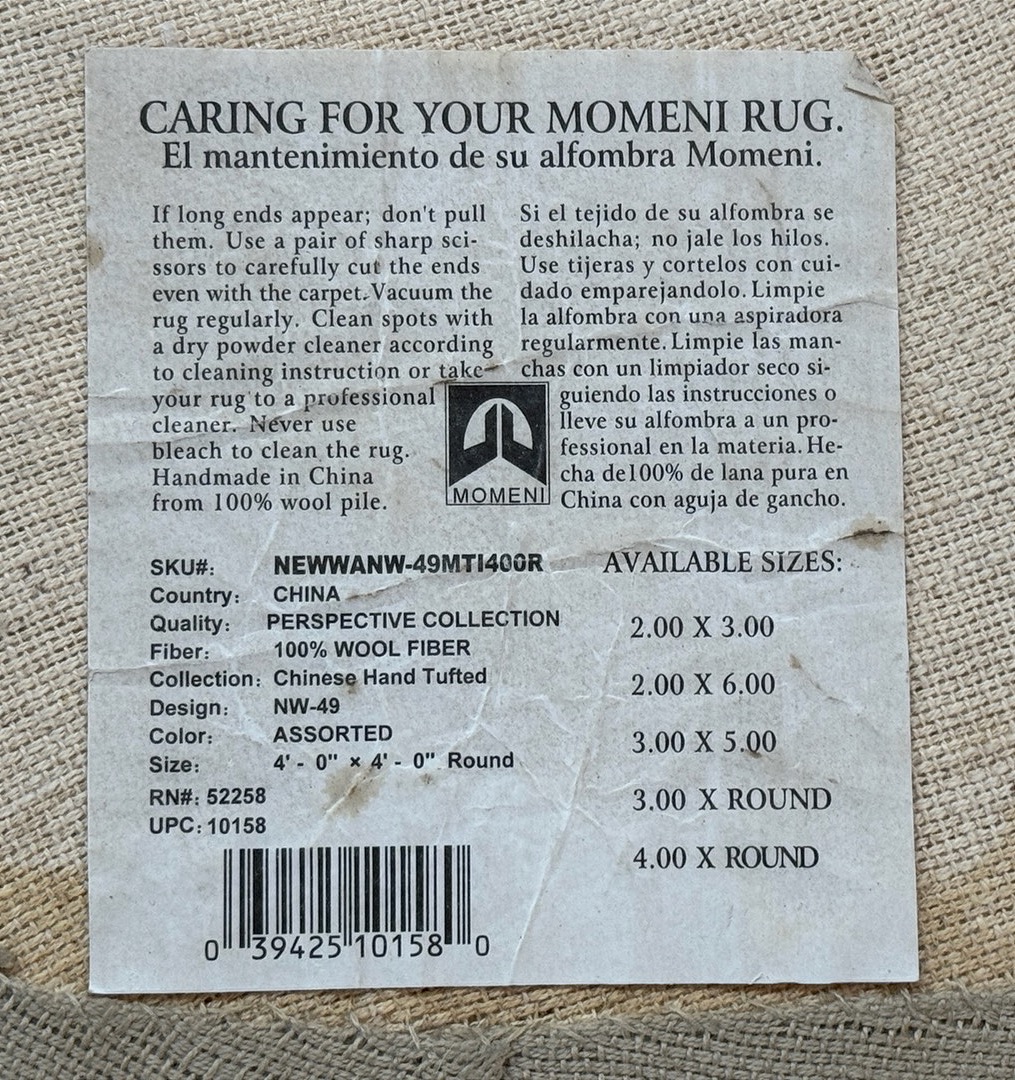 CARING FOR YOUR MOMENI RUG.
El mantenimiento de su alfombra Momeni.
If long ends appear; don't pull
them. Use a pair of sharp sci-
ssors to carefully cut the ends
even with the carpet. Vacuum the
rug regularly. Clean spots with
a dry powder cleaner according
to cleaning instruction or take
your rug to a professional
cleaner. Never use
bleach to clean the rug.
Handmade in China
from 100% wool pile.
Si el tejido de su alfombra se
deshilacha; no jale los hilos.
Use tijeras y cortelos con cui-
dado emparejandolo. Limpie
la alfombra con una aspiradora
regularmente. Limpie las man-
chas con un limpiador seco si-
guiendo las instrucciones o
lleve su alfombra a un pro-
fessional en la materia. He-
cha de100% de lana pura en
China con aguja de gancho.
MOMENI
SKU#: NEWWANW-49MTI400R
Country: CHINA
Quality: PERSPECTIVE COLLECTION
Fiber: 100% WOOL FIBER
Collection: Chinese Hand Tufted
Design: NW-49
Color: ASSORTED
Size: 4' - 0" × 4' - 0" Round
RN#: 52258
UPC: 10158
0 39425 10158 0
AVAILABLE SIZES:
2.00 X 3.00
2.00 X 6.00
3.00 X 5.00
3.00 X ROUND
4.00 X ROUND